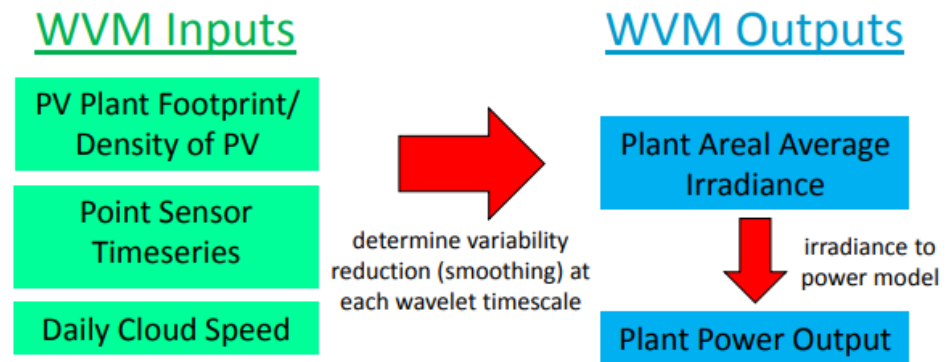 WVM Inputs
PV Plant Footprint/
Density of PV
Point Sensor
Timeseries
Daily Cloud Speed
determine variability
reduction (smoothing) at
each wavelet timescale
WVM Outputs
Plant Areal Average
Irradiance
irradiance to
power model
Plant Power Output